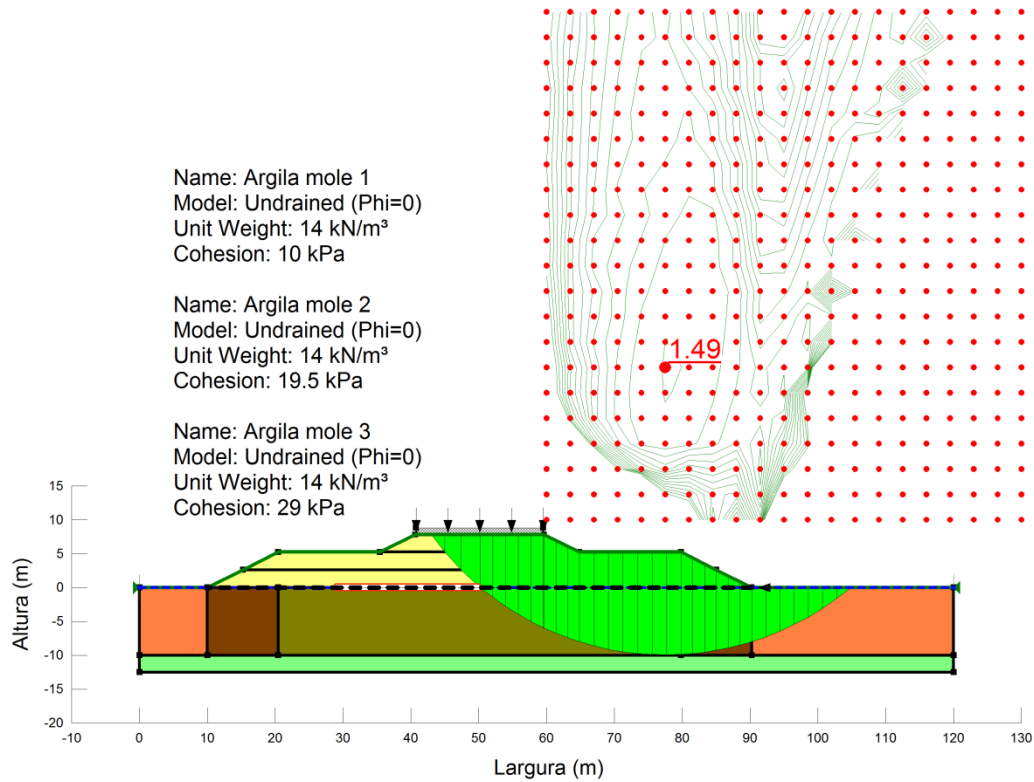 Name: Argila mole 1
Model: Undrained (Phi=0)
Unit Weight: 14 kN/m³
Cohesion: 10 kPa
Name: Argila mole 2
Model: Undrained (Phi=0)
Unit Weight: 14 kN/m³
Cohesion: 19.5 kPa
Name: Argila mole 3
Model: Undrained (Phi=0)
Unit Weight: 14 kN/m³
Cohesion: 29 kPa
1.49
Altura (m)
15
10
5
0
-5
-10
-15
-20
-10 0 10 20 30 40 50 60 70 80 90 100 110 120 130
Largura (m)